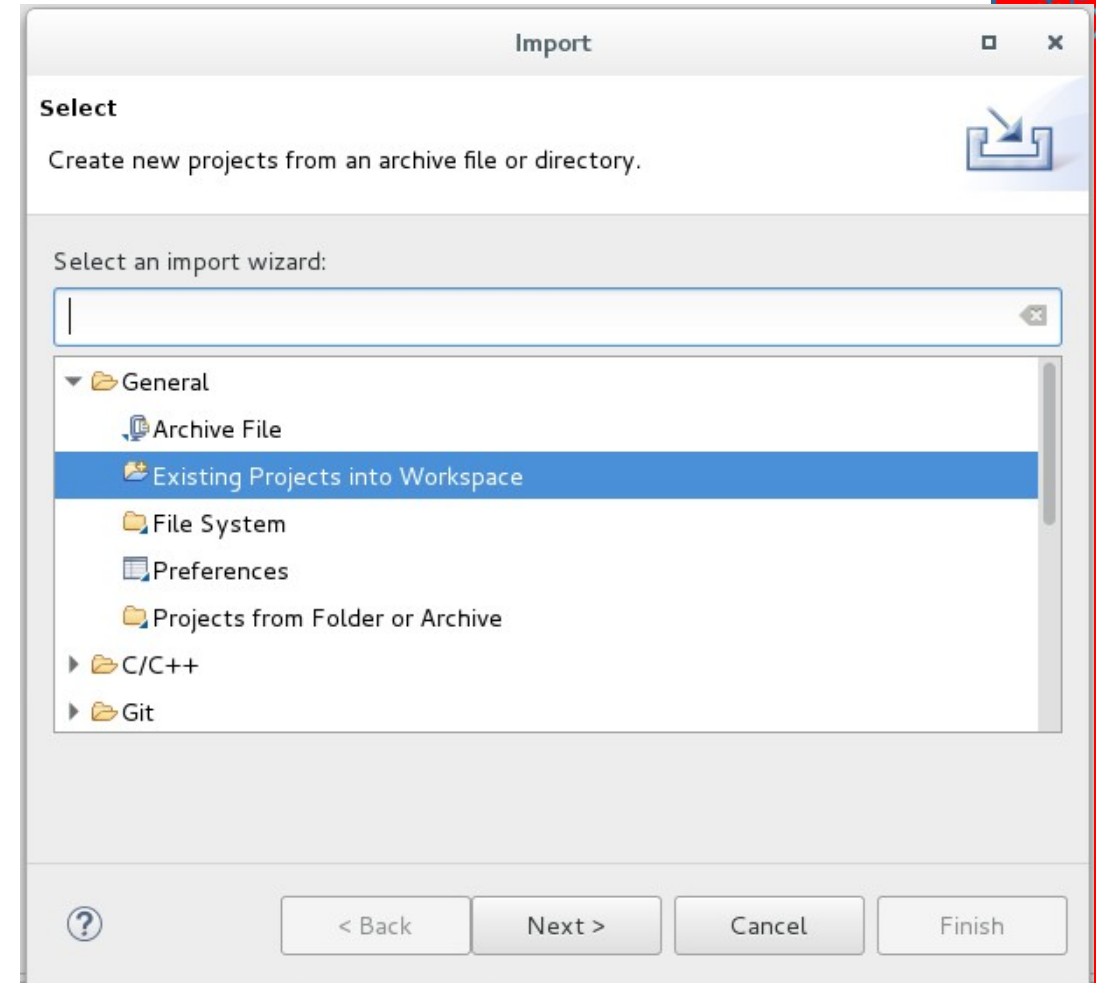 Import
Select
Create new projects from an archive file or directory.
Select an import wizard:
General
Archive File
Existing Projects into Workspace
File System
Preferences
Projects from Folder or Archive
C/C++
Git
? < Back Next > Cancel Finish